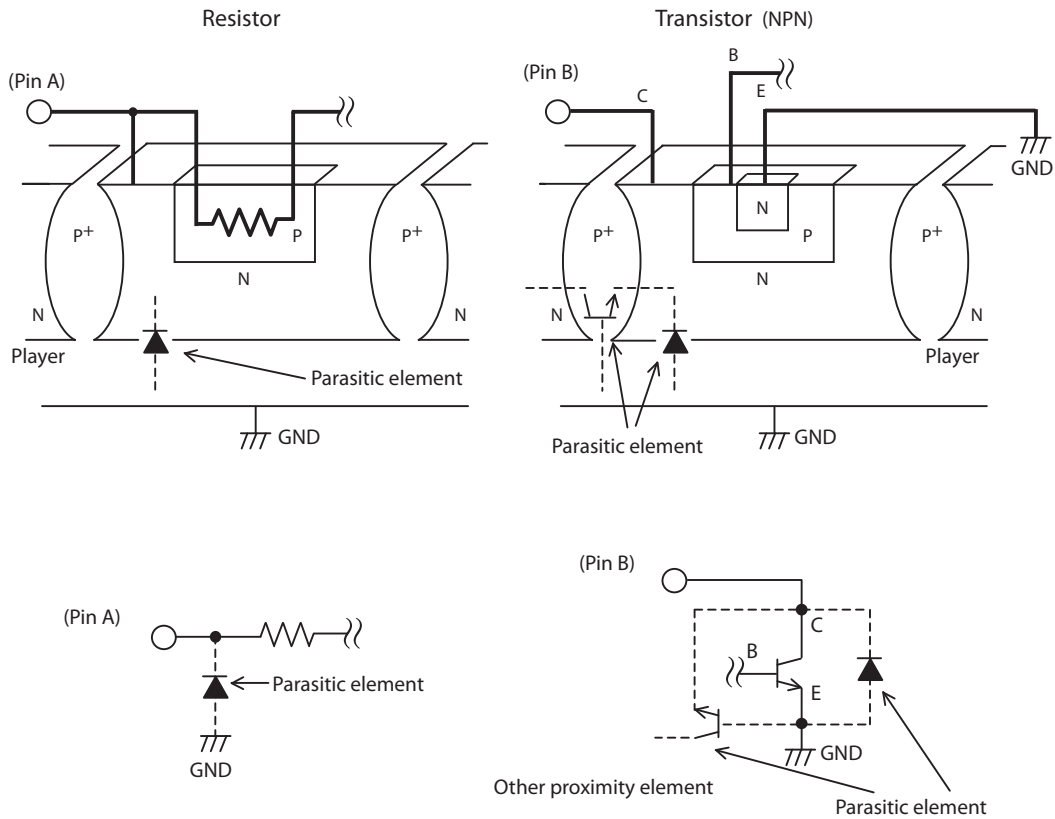 Resistor
Transistor (NPN)
(Pin A)
(Pin B)
C
B
E
GND
P+
P
P+
N
N
N
Player
Parasitic element
GND
P+
N
P
P+
N
N
N
Player
Parasitic element
GND
(Pin A)
Parasitic element
GND
(Pin B)
C
B
E
GND
Other proximity element
Parasitic element